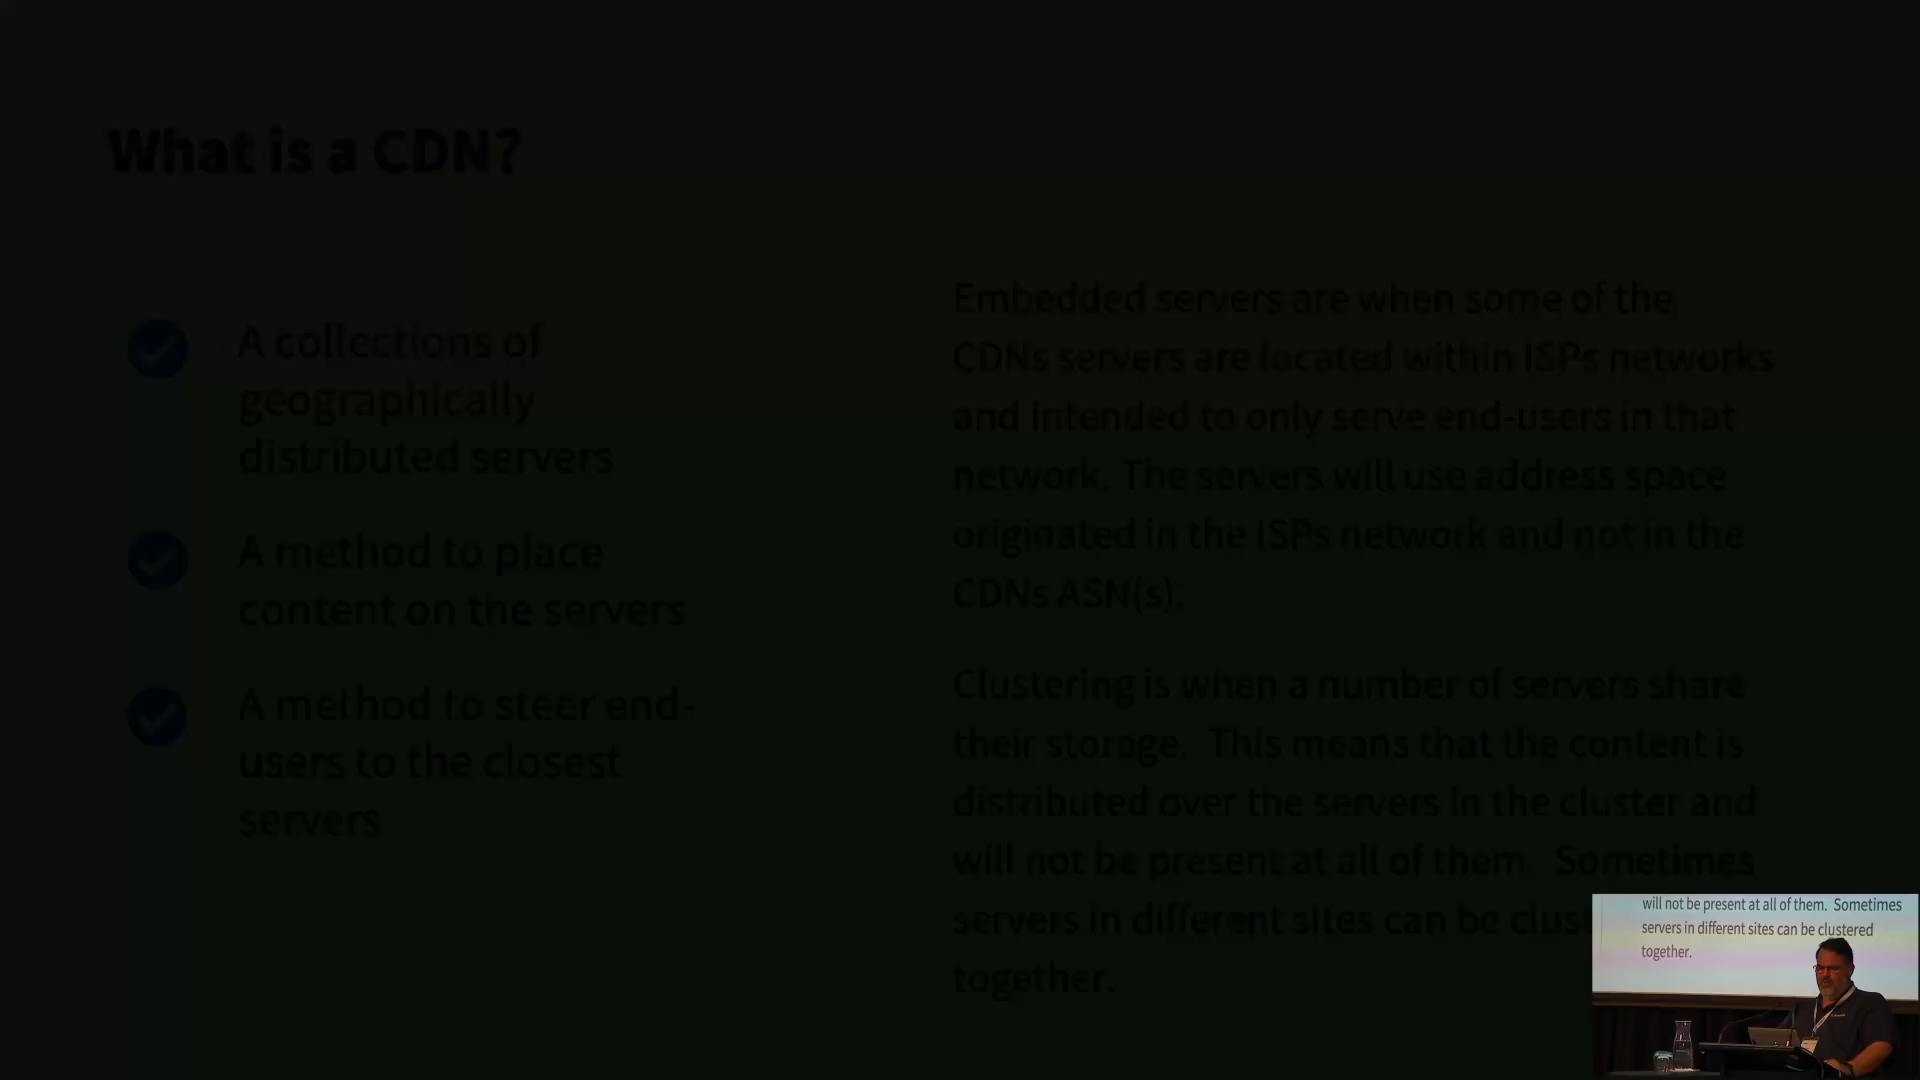 What is a CDN?
A collections of
geographically
distributed servers
A method to place
content on the servers
A method to steer end-
users to the closest
servers
Embedded servers are when some of the
CDNs servers are located within ISPs networks
and intended to only serve end-users in that
network. The servers will use address space
originated in the ISPs network and not in the
CDNs ASN(s).
Clustering is when a number of servers share
their storage. This means that the content is
distributed over the servers in the cluster and
will not be present at all of them. Sometimes
servers in different sites can be clust
together.
will not be present at all of them. Sometimes
servers in different sites can be clustered
together.